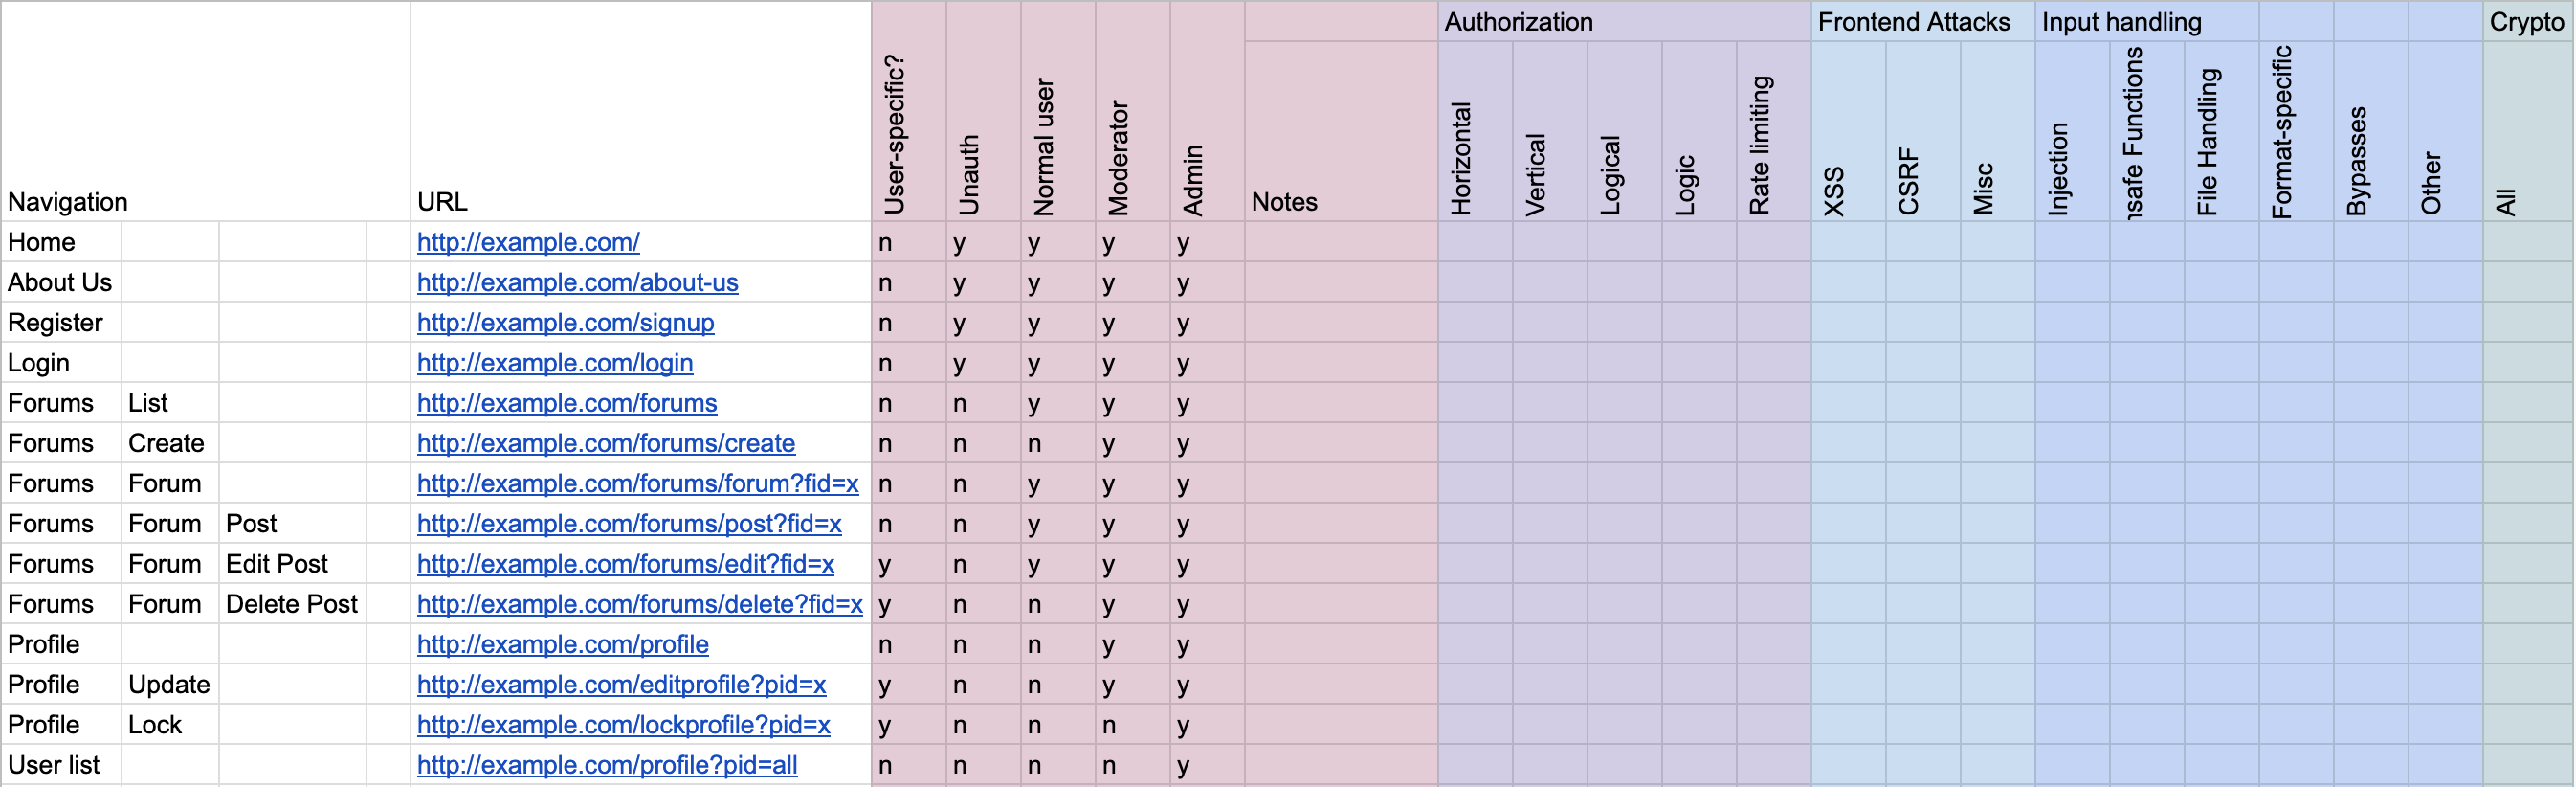 Authorization Frontend Attacks Input handling Crypto
Navigation URL User-specific? Unauth Normal user Moderator Admin Notes Horizontal Vertical Logical Logic Rate limiting XSS CSRF Misc Injection nsafe Functions File Handling Format-specific Bypasses Other All
Home http://example.com/ n y y y y
About Us http://example.com/about-us n y y y y
Register http://example.com/signup n y y y y
Login http://example.com/login n y y y y
Forums List http://example.com/forums n n y y y
Forums Create http://example.com/forums/create n n n y y
Forums Forum http://example.com/forums/forum?fid=x n n y y y
Forums Forum Post http://example.com/forums/post?fid=x n n y y y
Forums Forum Edit Post http://example.com/forums/edit?fid=x y n y y y
Forums Forum Delete Post http://example.com/forums/delete?fid=x y n n y y
Profile http://example.com/profile n n n y y
Profile Update http://example.com/editprofile?pid=x y n n y y
Profile Lock http://example.com/lockprofile?pid=x y n n n y
User list http://example.com/profile?pid=all n n n n y